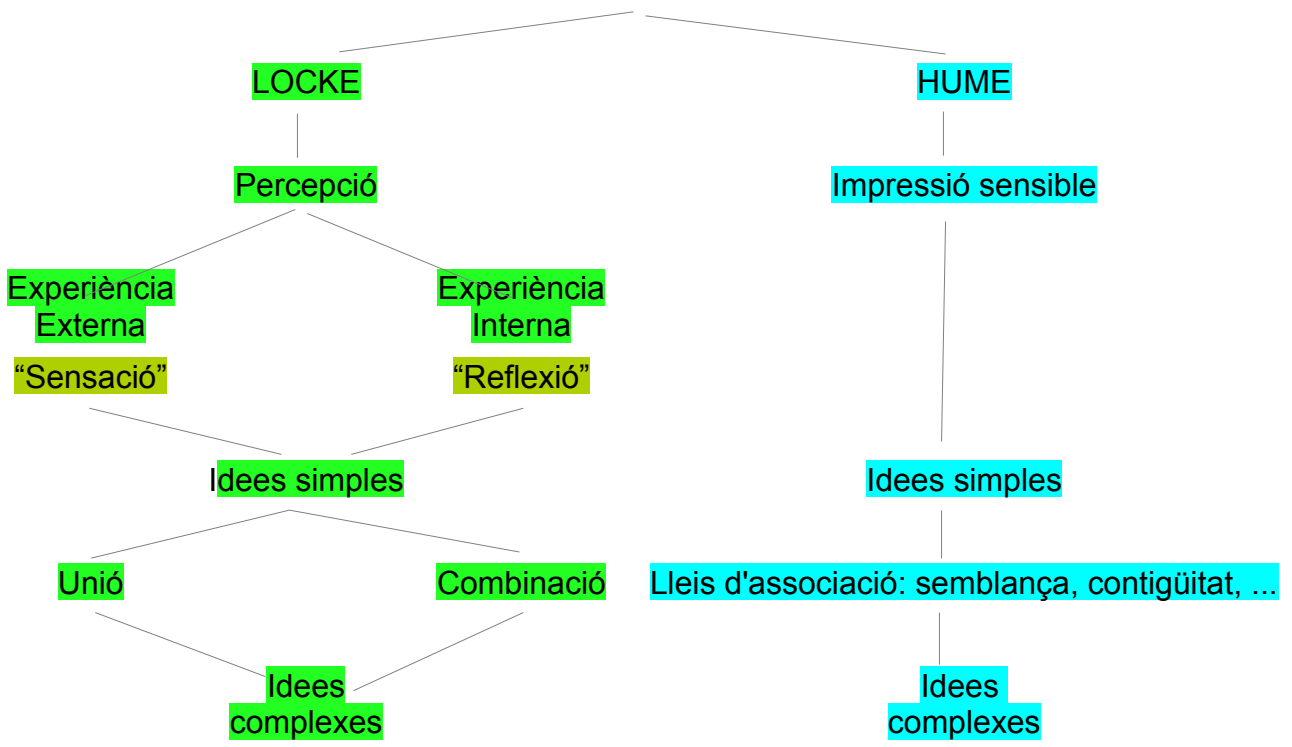 LOCKE
HUME
Percepció
Impressió sensible
Experiència
Externa
Experiència
Interna
“Sensació”
“Reflexió”
Idees simples
Idees simples
Unió
Combinació
Lleis d'associació: semblança, contigüitat, ...
Idees
complexes
Idees
complexes